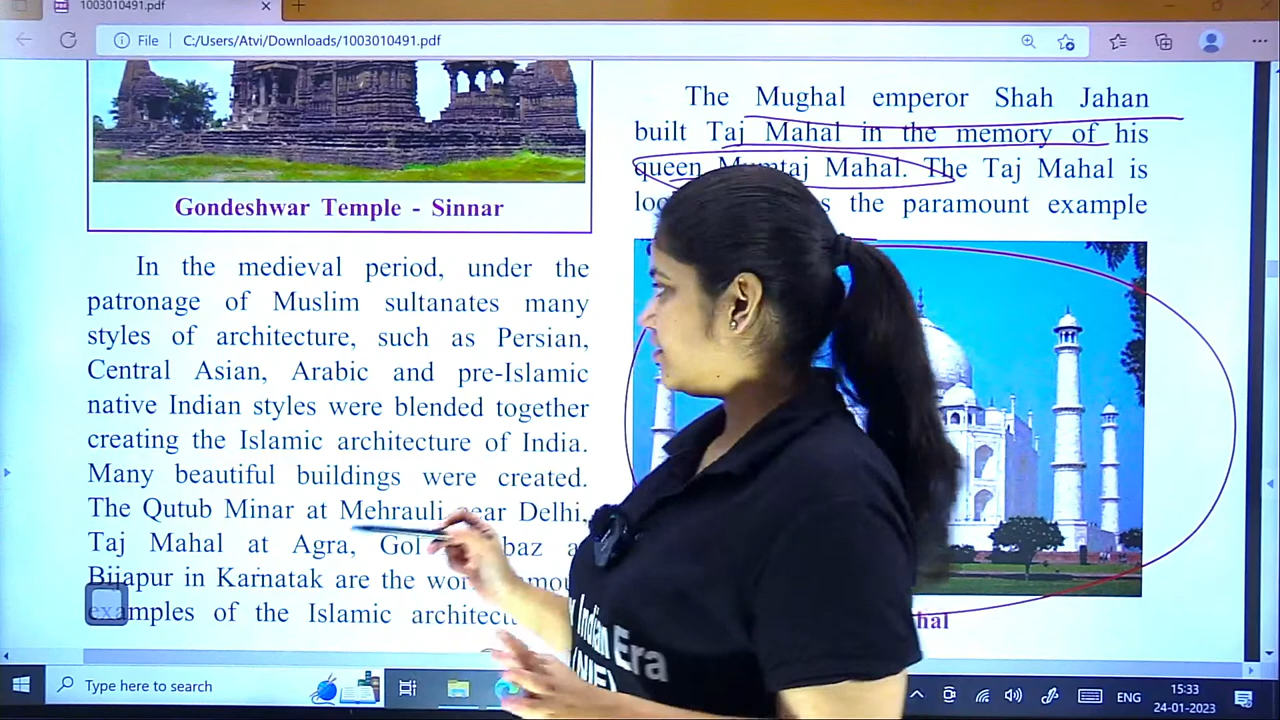 1003010491.pdf
File
C:/Users/Atvi/Downloads/1003010491.pdf
Gondeshwar Temple - Sinnar
In the medieval period, under the
patronage of Muslim sultanates many
styles of architecture, such as Persian,
Central Asian, Arabic and pre-Islamic
native Indian styles were blended together
creating the Islamic architecture of India.
Many beautiful buildings were created.
The Qutub Minar at Mehrauli near Delhi,
Taj Mahal at Agra, Gol
Bijapur in Karnatak are the
examples of the Islamic
The Mughal emperor Shah Jahan
built Taj Mahal in the memory of his
queen Mumtaj Mahal. The Taj Mahal is
the paramount example
Indian Era
Type here to search
ENG
15:33
24-01-2023